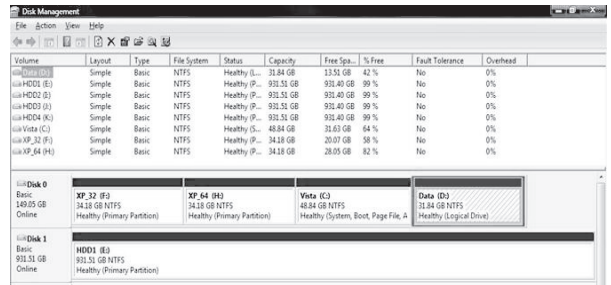 Disk Management
File Action View Help
Volume Layout Type File System Status Capacity Free Spa... % Free Fault Tolerance Overhead
Data (D:) Simple Basic NTFS Healthy (L... 31.84 GB 13.51 GB 42 % No 0%
HDD1 (E:) Simple Basic NTFS Healthy (P... 931.51 GB 931.40 GB 99 % No 0%
HDD2 (I:) Simple Basic NTFS Healthy (P... 931.51 GB 931.40 GB 99 % No 0%
HDD3 (J:) Simple Basic NTFS Healthy (P... 931.51 GB 931.40 GB 99 % No 0%
HDD4 (K:) Simple Basic NTFS Healthy (P... 931.51 GB 931.40 GB 99 % No 0%
Vista (C:) Simple Basic NTFS Healthy (S... 48.84 GB 31.63 GB 64 % No 0%
XP_32 (F:) Simple Basic NTFS Healthy (P... 34.18 GB 20.07 GB 58 % No 0%
XP_64 (H:) Simple Basic NTFS Healthy (P... 34.18 GB 28.05 GB 82 % No 0%
Disk 0
Basic
149.05 GB
Online
XP_32 (F:)
34.18 GB NTFS
Healthy (Primary Partition)
XP_64 (H:)
34.18 GB NTFS
Healthy (Primary Partition)
Vista (C:)
48.84 GB NTFS
Healthy (System, Boot, Page File, A
Data (D:)
31.84 GB NTFS
Healthy (Logical Drive)
Disk 1
Basic
931.51 GB
Online
HDD1 (E:)
931.51 GB NTFS
Healthy (Primary Partition)